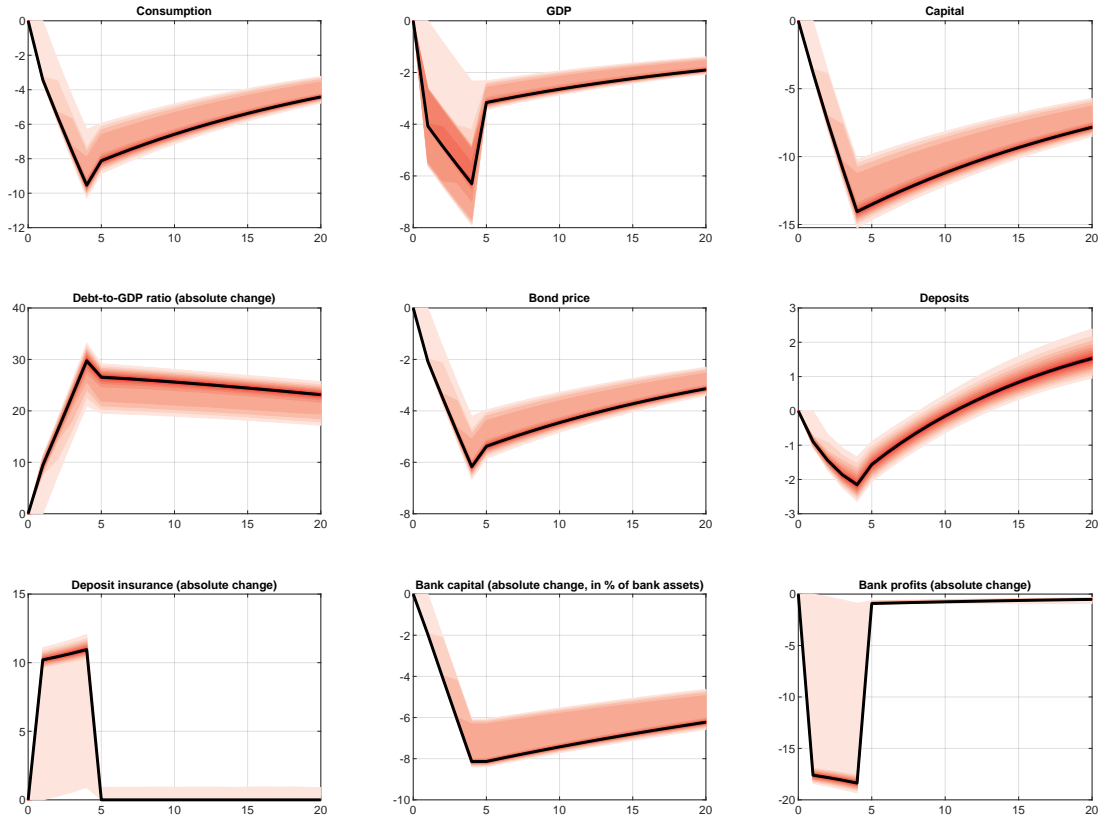 Consumption
0
-2
-4
-6
-8
-10
-12
0 5 10 15 20
GDP
0
-2
-4
-6
-8
0 5 10 15 20
Capital
0
-5
-10
-15
0 5 10 15 20
Debt-to-GDP ratio (absolute change)
40
30
20
10
0
0 5 10 15 20
Bond price
0
-2
-4
-6
-8
0 5 10 15 20
Deposits
3
2
1
0
-1
-2
-3
0 5 10 15 20
Deposit insurance (absolute change)
15
10
5
0
0 5 10 15 20
Bank capital (absolute change, in % of bank assets)
0
-2
-4
-6
-8
-10
0 5 10 15 20
Bank profits (absolute change)
0
-5
-10
-15
-20
0 5 10 15 20